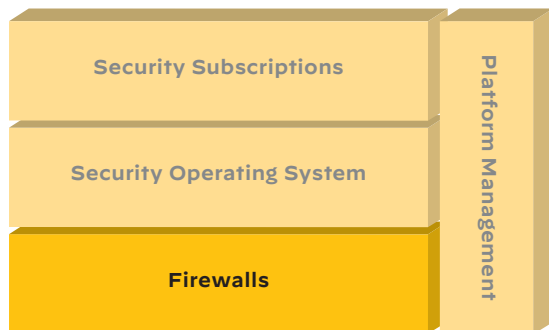 Security Subscriptions
Security Operating System
Firewalls
Platform Management